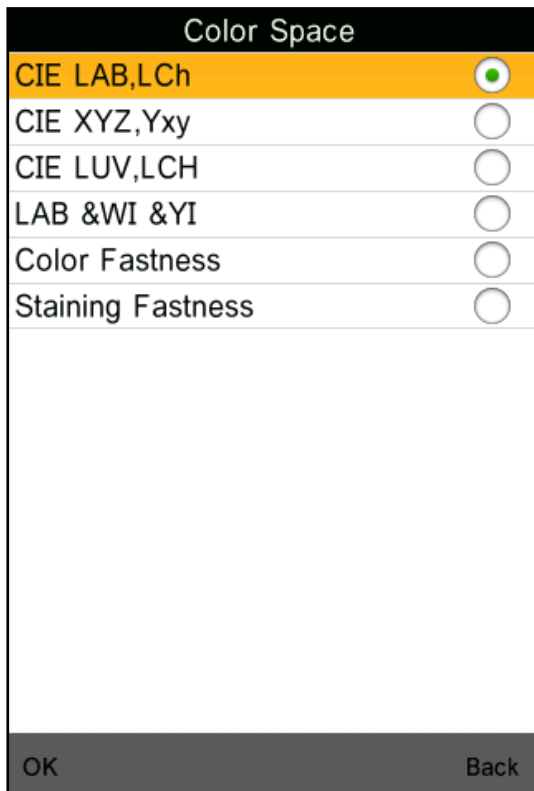 Color Space
CIE LAB,LCh
CIE XYZ,Yxy
CIE LUV,LCH
LAB &WI &YI
Color Fastness
Staining Fastness
OK Back